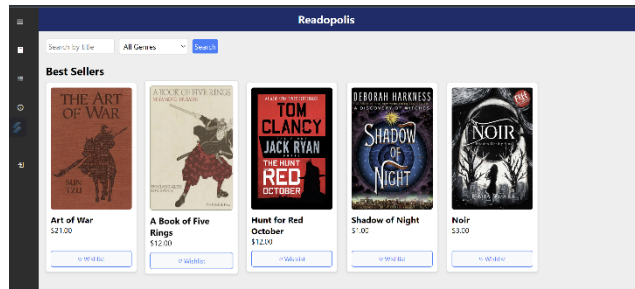 Readopolis
Search by title
All Genres
Search
Best Sellers
THE ART
OF WAR
SUN
TZU
A BOOK OF FIVE
RINGS
TOM
CLANCY
JACK RYAN
THE HUNT
RED
OCTOBER
DEBORAH HARKNESS
A DISCOVERY OF WITCHES
SHADOW
OF
NIGHT
NOIR
Art of War
$21.00
Wishlist
A Book of Five
Rings
$12.00
Wishlist
Hunt for Red
October
$12.00
Wishlist
Shadow of Night
$1.00
Wishlist
Noir
$3.00
Wishlist